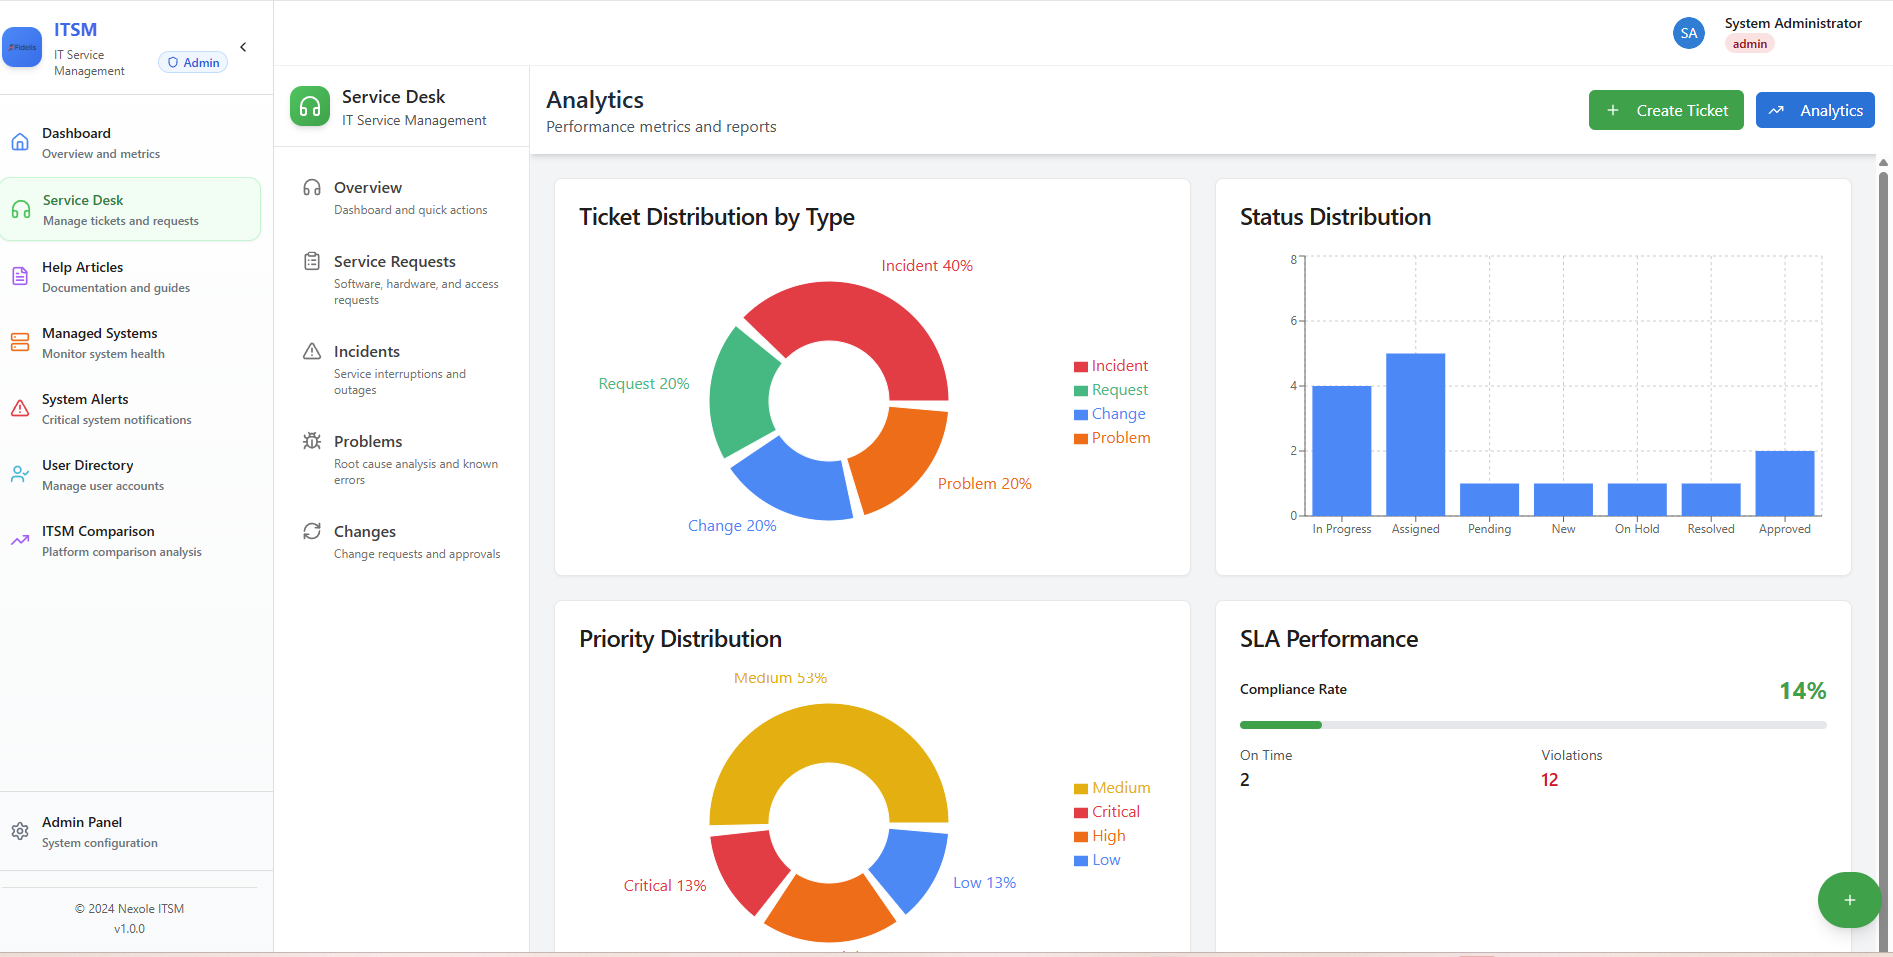 Fidelis
ITSM
IT Service
Management
Admin
SA
System Administrator
admin
Dashboard
Overview and metrics
Service Desk
Manage tickets and requests
Help Articles
Documentation and guides
Managed Systems
Monitor system health
System Alerts
Critical system notifications
User Directory
Manage user accounts
ITSM Comparison
Platform comparison analysis
Admin Panel
System configuration
© 2024 Nexole ITSM
v1.0.0
Service Desk
IT Service Management
Overview
Dashboard and quick actions
Service Requests
Software, hardware, and access
requests
Incidents
Service interruptions and
outages
Problems
Root cause analysis and known
errors
Changes
Change requests and approvals
Analytics
Performance metrics and reports
+ Create Ticket
Analytics
Ticket Distribution by Type
Incident 40%
Request 20%
Change 20%
Problem 20%
Incident
Request
Change
Problem
Status Distribution
8
6
4
2
0
In Progress Assigned Pending New On Hold Resolved Approved
Priority Distribution
Medium 53%
Critical 13%
Low 13%
Medium
Critical
High
Low
SLA Performance
Compliance Rate 14%
On Time Violations
2 12
+